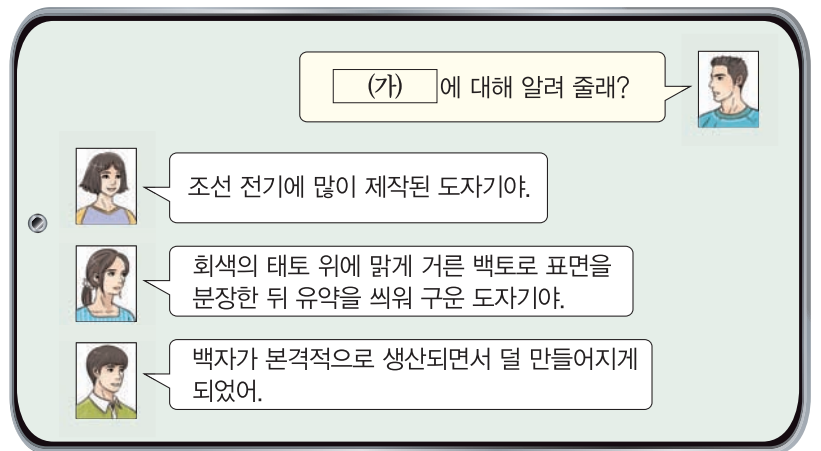 (가) 에 대해 알려 줄래?
조선 전기에 많이 제작된 도자기야.
회색의 태토 위에 맑게 거른 백토로 표면을
분장한 뒤 유약을 씌워 구운 도자기야.
백자가 본격적으로 생산되면서 덜 만들어지게
되었어.